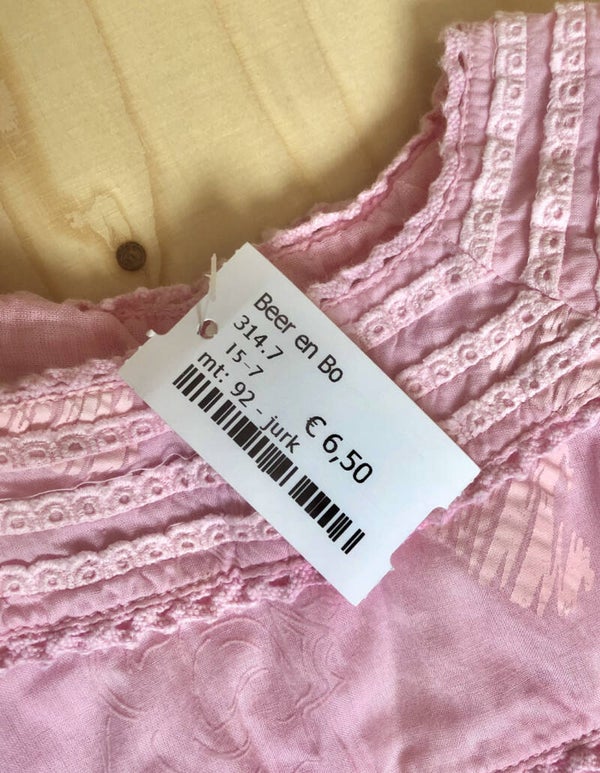 Beer en Bo
314.7
15-7
mt: 92 - jurk
€ 6,50